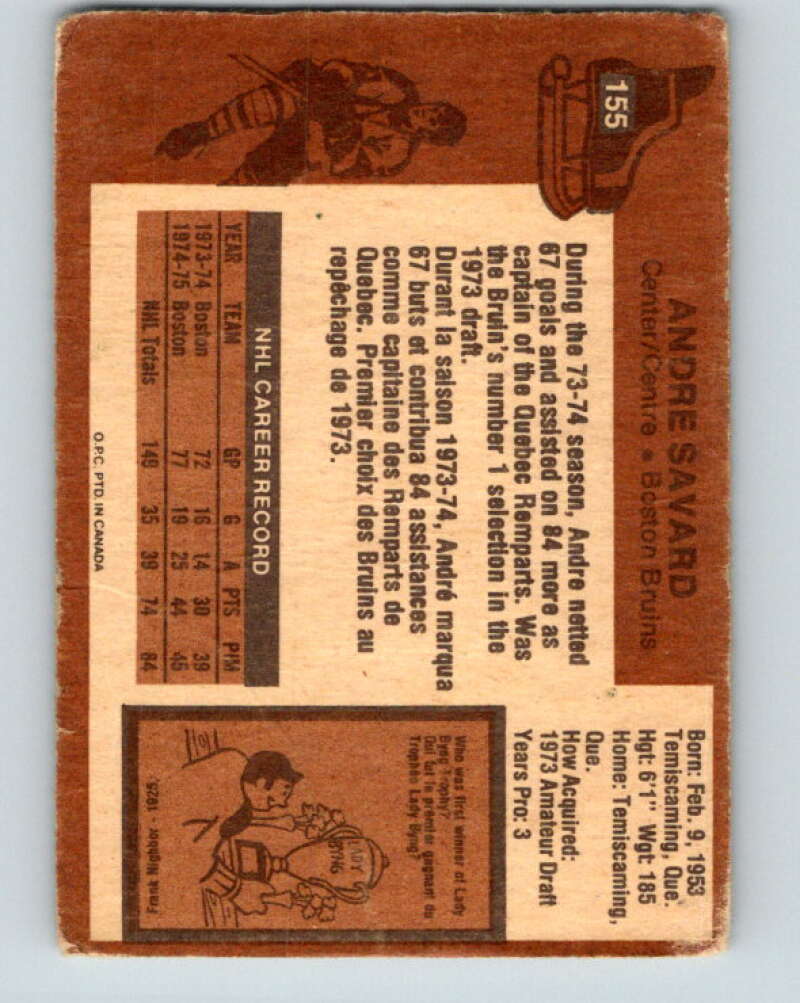 155
ANDRE SAVARD
Center/Centre • Boston Bruins
During the 73-74 season, Andre netted
67 goals and assisted on 84 more as
captain of the Quebec Remparts. Was
the Bruin's number 1 selection in the
1973 draft.
Durant la saison 1973-74, André marqua
67 buts et contribua 84 assistances
comme capitaine des Remparts de
Quebec. Premier choix des Bruins au
repêchage de 1973.
NHL CAREER RECORD
YEAR TEAM GP G A PTS PIM
1973-74 Boston 72 16 14 30 39
1974-75 Boston 77 19 25 44 45
NHL Totals 149 35 39 74 84
O.P.C. PTD. IN CANADA
Born: Feb. 9, 1953
Temiscaming, Que.
Hgt: 6'1" Wgt: 185
Home: Temiscaming,
Que.
How Acquired:
1973 Amateur Draft
Years Pro: 3
Who was first winner of Lady
Byng Trophy?
Qui fut le premier gagnant du
Trophée Lady Byng?
LADY
BYNG
Frank Nighbor - 1925.